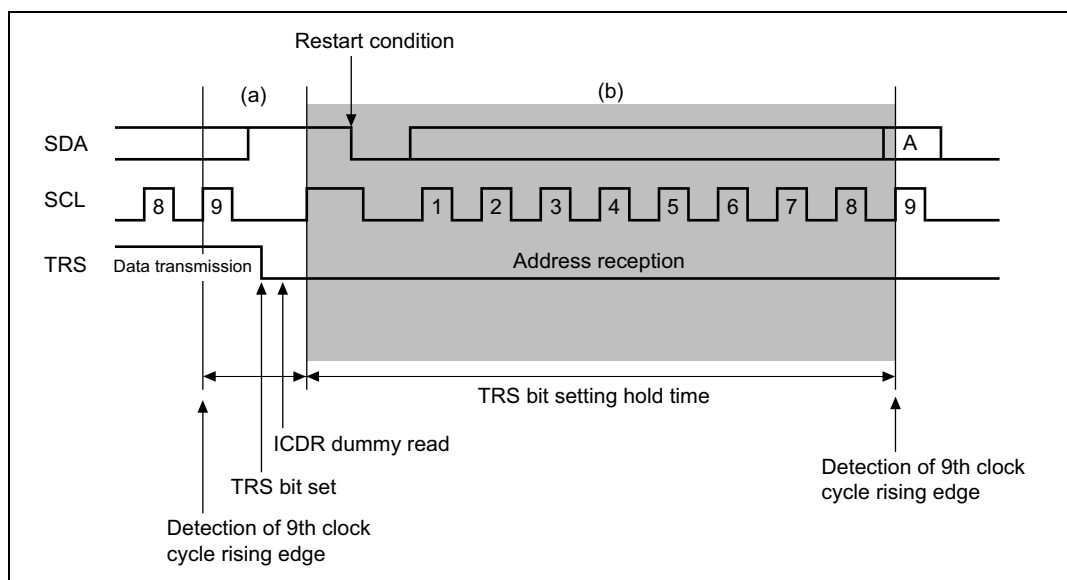 Restart condition
(a)
(b)
SDA
A
SCL
8
9
1
2
3
4
5
6
7
8
9
TRS
Data transmission
Address reception
TRS bit setting hold time
ICDR dummy read
TRS bit set
Detection of 9th clock
cycle rising edge
Detection of 9th clock
cycle rising edge